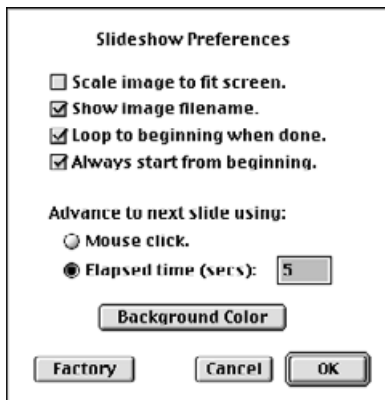 Slideshow Preferences
Scale image to fit screen.
Show image filename.
Loop to beginning when done.
Always start from beginning.
Advance to next slide using:
Mouse click.
Elapsed time (secs): 5
Background Color
Factory Cancel OK